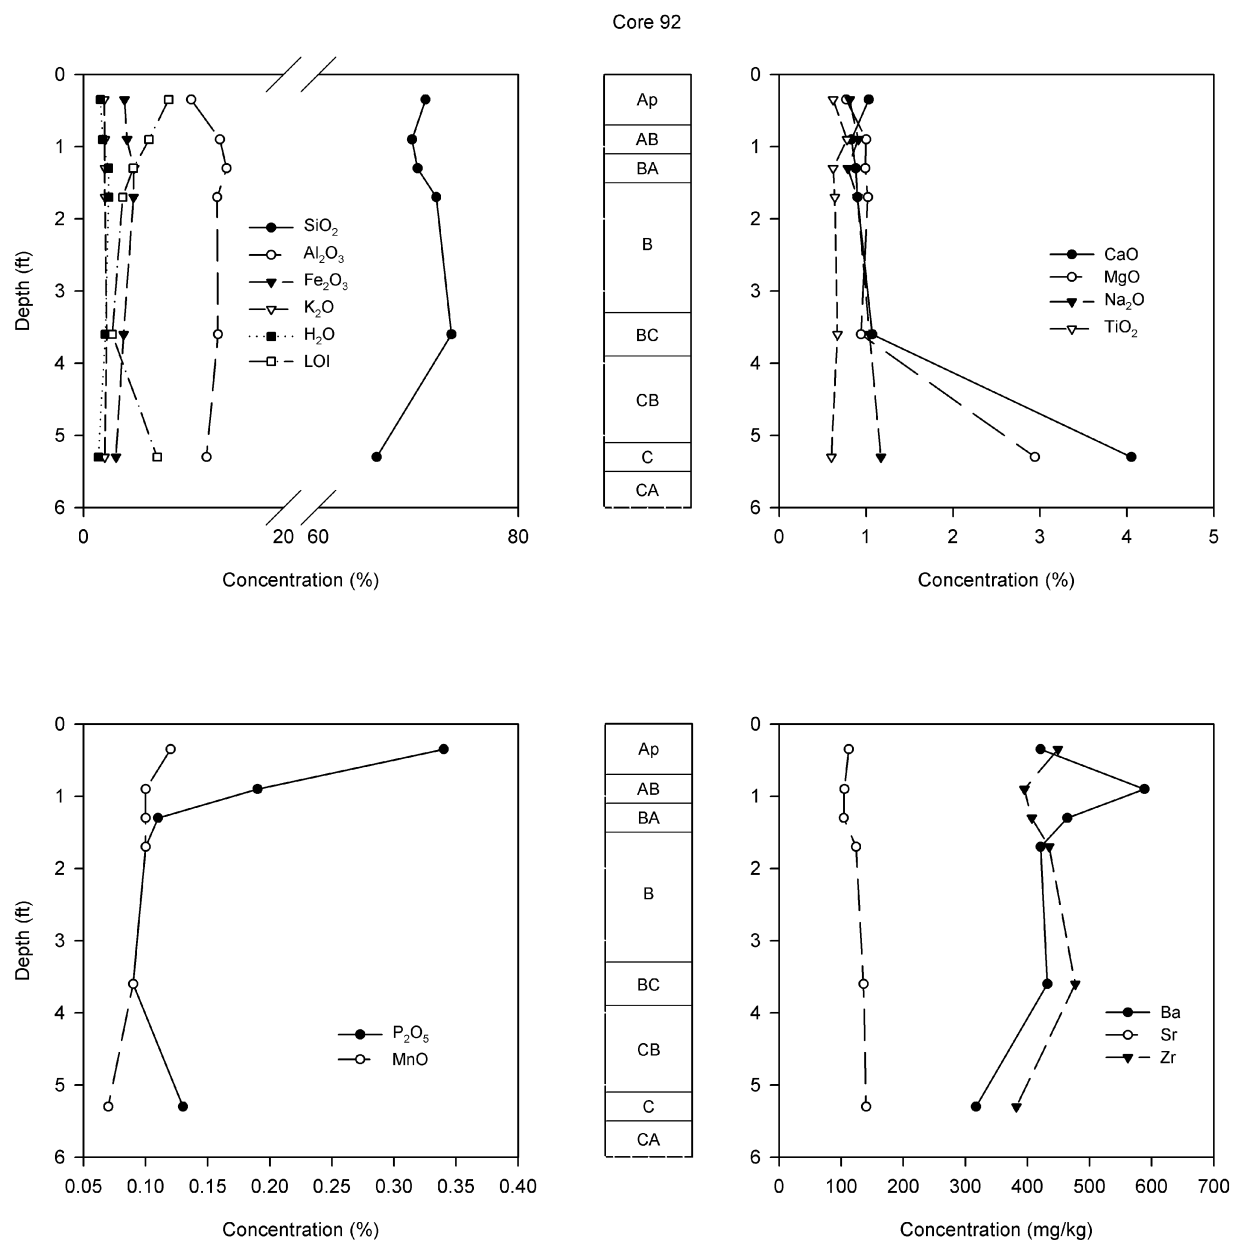 Core 92
0
1
2
3
4
5
6
Depth (ft)
SiO₂
Al₂O₃
Fe₂O₃
K₂O
H₂O
LOI
0 20 60 80
Concentration (%)
Ap
AB
BA
B
BC
CB
C
CA
0
1
2
3
4
5
6
CaO
MgO
Na₂O
TiO₂
0 1 2 3 4 5
Concentration (%)
0
1
2
3
4
5
6
Depth (ft)
P₂O₅
MnO
0.05 0.10 0.15 0.20 0.25 0.30 0.35 0.40
Concentration (%)
Ap
AB
BA
B
BC
CB
C
CA
0
1
2
3
4
5
6
Ba
Sr
Zr
0 100 200 300 400 500 600 700
Concentration (mg/kg)